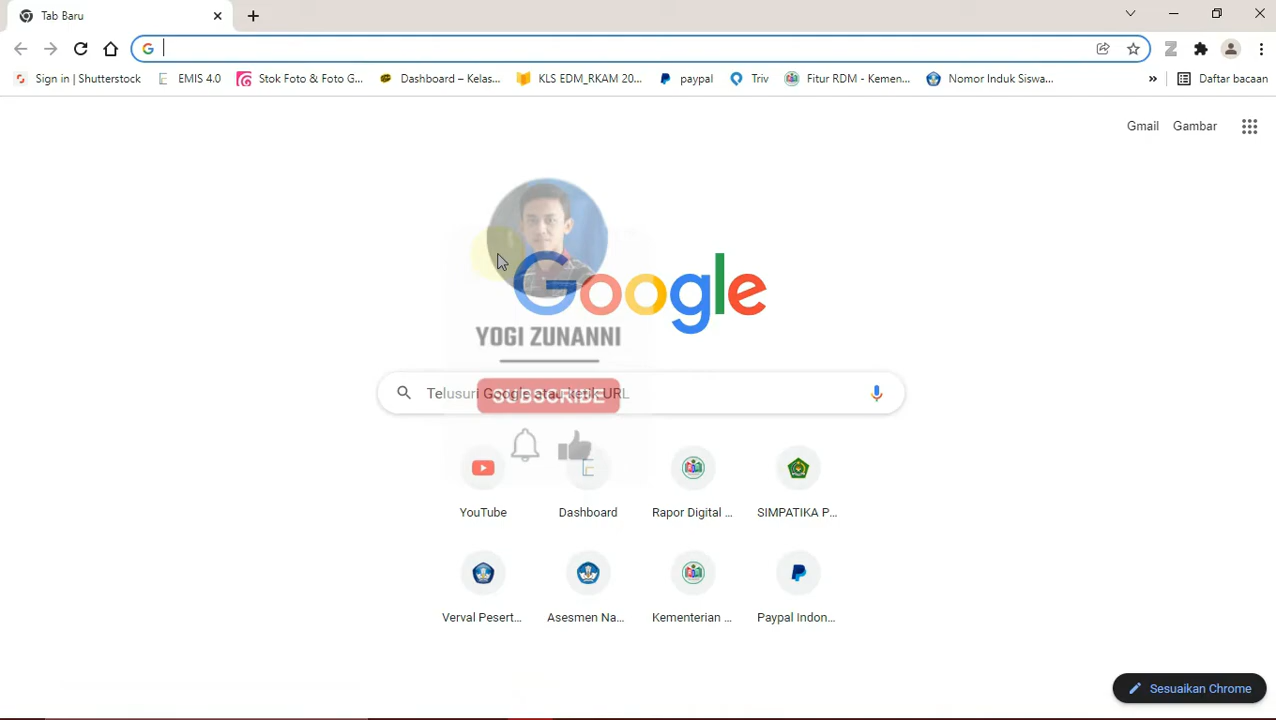 Tab Baru
Sign in | Shutterstock
EMIS 4.0
Stok Foto & Foto G...
Dashboard – Kelas...
KLS EDM_RKAM 20...
paypal
Triv
Fitur RDM - Kemen...
Nomor Induk Siswa...
»
Daftar bacaan
Gmail
Gambar
Google
YOGI ZUNANNI
Telusuri Google atau ketik URL
SUBSCRIBE
YouTube
Dashboard
Rapor Digital ...
SIMPATIKA P...
Verval Pesert...
Asesmen Na...
Kementerian ...
Paypal Indon...
Sesuaikan Chrome